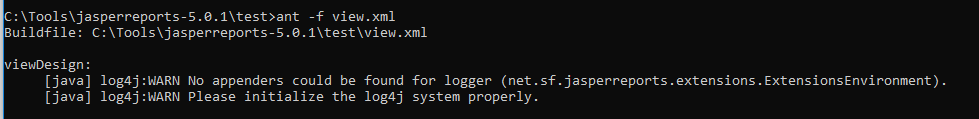 C:\Tools\jasperreports-5.0.1\test>ant -f view.xml
Buildfile: C:\Tools\jasperreports-5.0.1\test\view.xml
viewDesign:
[java] log4j:WARN No appenders could be found for logger (net.sf.jasperreports.extensions.ExtensionsEnvironment).
[java] log4j:WARN Please initialize the log4j system properly.